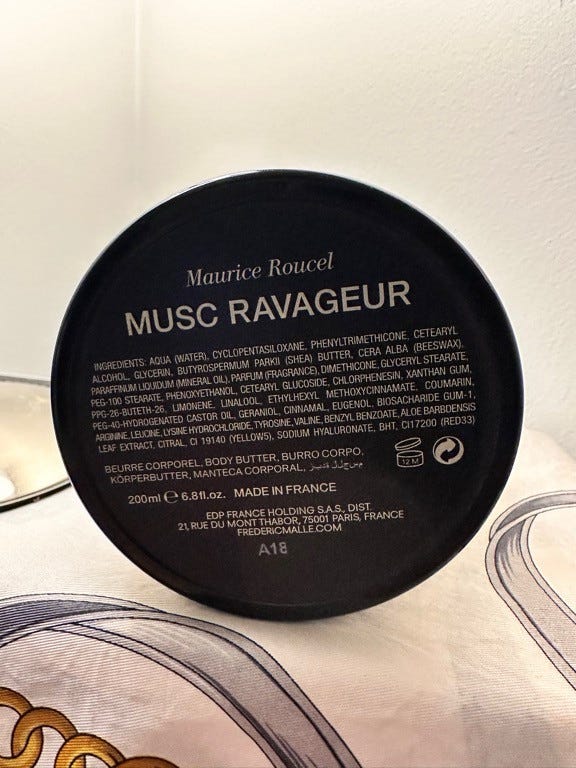 Maurice Roucel
MUSC RAVAGEUR
INGREDIENTS: AQUA (WATER), CYCLOPENTASILOXANE, PHENYLTRIMETHICONE, CETEARYL
ALCOHOL, GLYCERIN, BUTYROSPERMUM PARKII (SHEA) BUTTER, CERA ALBA (BEESWAX),
PARAFFINUM LIQUIDUM (MINERAL OIL), PARFUM (FRAGRANCE), DIMETHICONE, GLYCERYL STEARATE,
PEG-100 STEARATE, PHENOXYETHANOL, CETEARYL GLUCOSIDE, CHLORPHENESIN, XANTHAN GUM,
PPG-26-BUTETH-26, LIMONENE, LINALOOL, ETHYLHEXYL METHOXYCINNAMATE, COUMARIN,
PEG-40-HYDROGENATED CASTOR OIL, GERANIOL, CINNAMAL, EUGENOL, BIOSACHARIDE GUM-1,
ARGININE, LEUCINE, LYSINE HYDROCHLORIDE, TYROSINE, VALINE, BENZYL BENZOATE, ALOE BARBDENSIS
LEAF EXTRACT, CITRAL, CI 19140 (YELLOW5), SODIUM HYALURONATE, BHT, CI17200 (RED33)
BEURRE CORPOREL, BODY BUTTER, BURRO CORPO,
KÖRPERBUTTER, MANTECA CORPORAL,
12 M
200ml ℮ 6.8fl.oz. MADE IN FRANCE
EDP FRANCE HOLDING S.A.S., DIST.
21, RUE DU MONT THABOR, 75001 PARIS, FRANCE
FREDERICMALLE.COM
A18